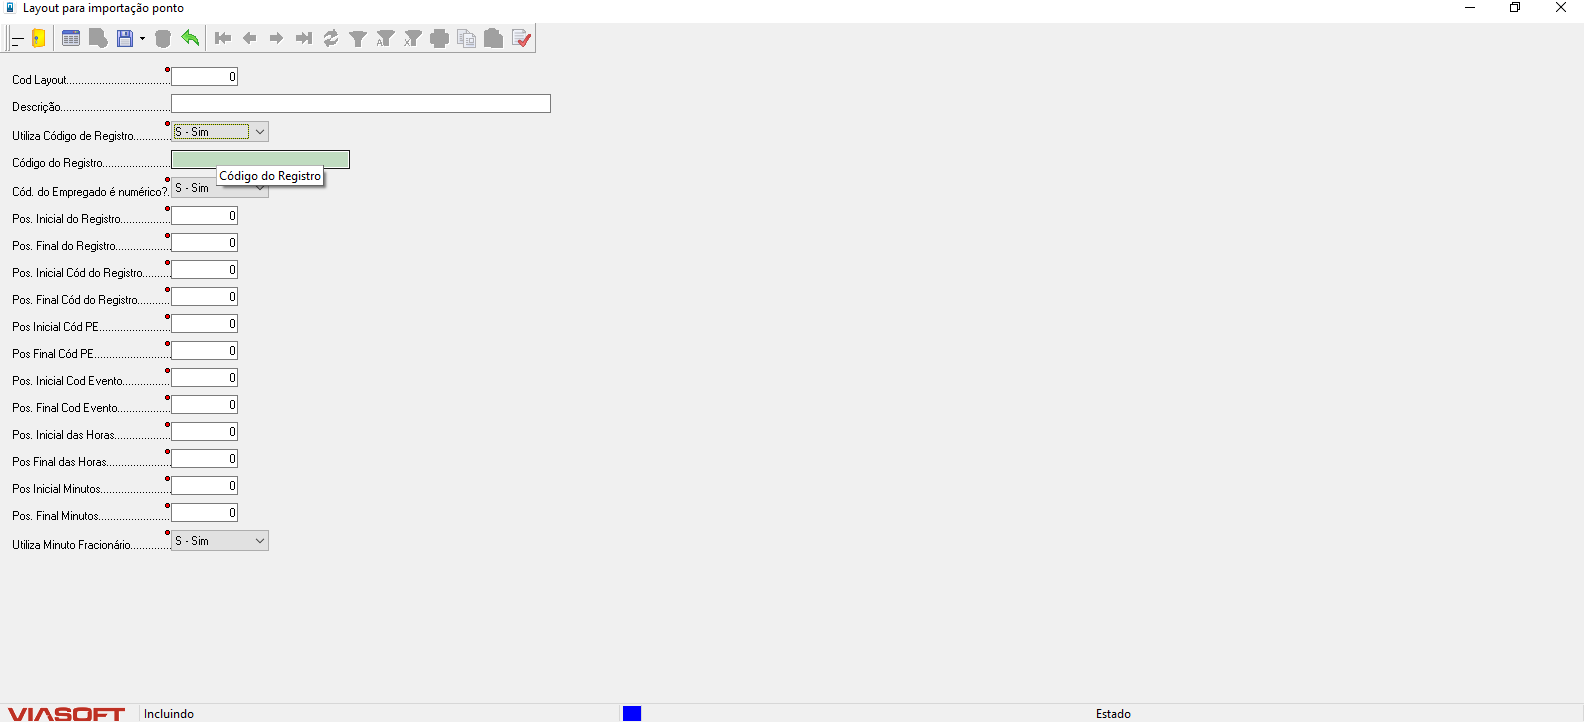 Layout para importação ponto
Cod Layout 0
Descrição
Utiliza Código de Registro S - Sim
Código do Registro
Código do Registro
Cód. do Empregado é numérico? S - Sim
Pos. Inicial do Registro 0
Pos. Final do Registro 0
Pos. Inicial Cód do Registro 0
Pos. Final Cód do Registro 0
Pos Inicial Cód PE 0
Pos Final Cód PE 0
Pos. Inicial Cod Evento 0
Pos. Final Cod Evento 0
Pos. Inicial das Horas 0
Pos Final das Horas 0
Pos Inicial Minutos 0
Pos. Final Minutos 0
Utiliza Minuto Fracionário S - Sim
VIASOFT Incluindo Estado